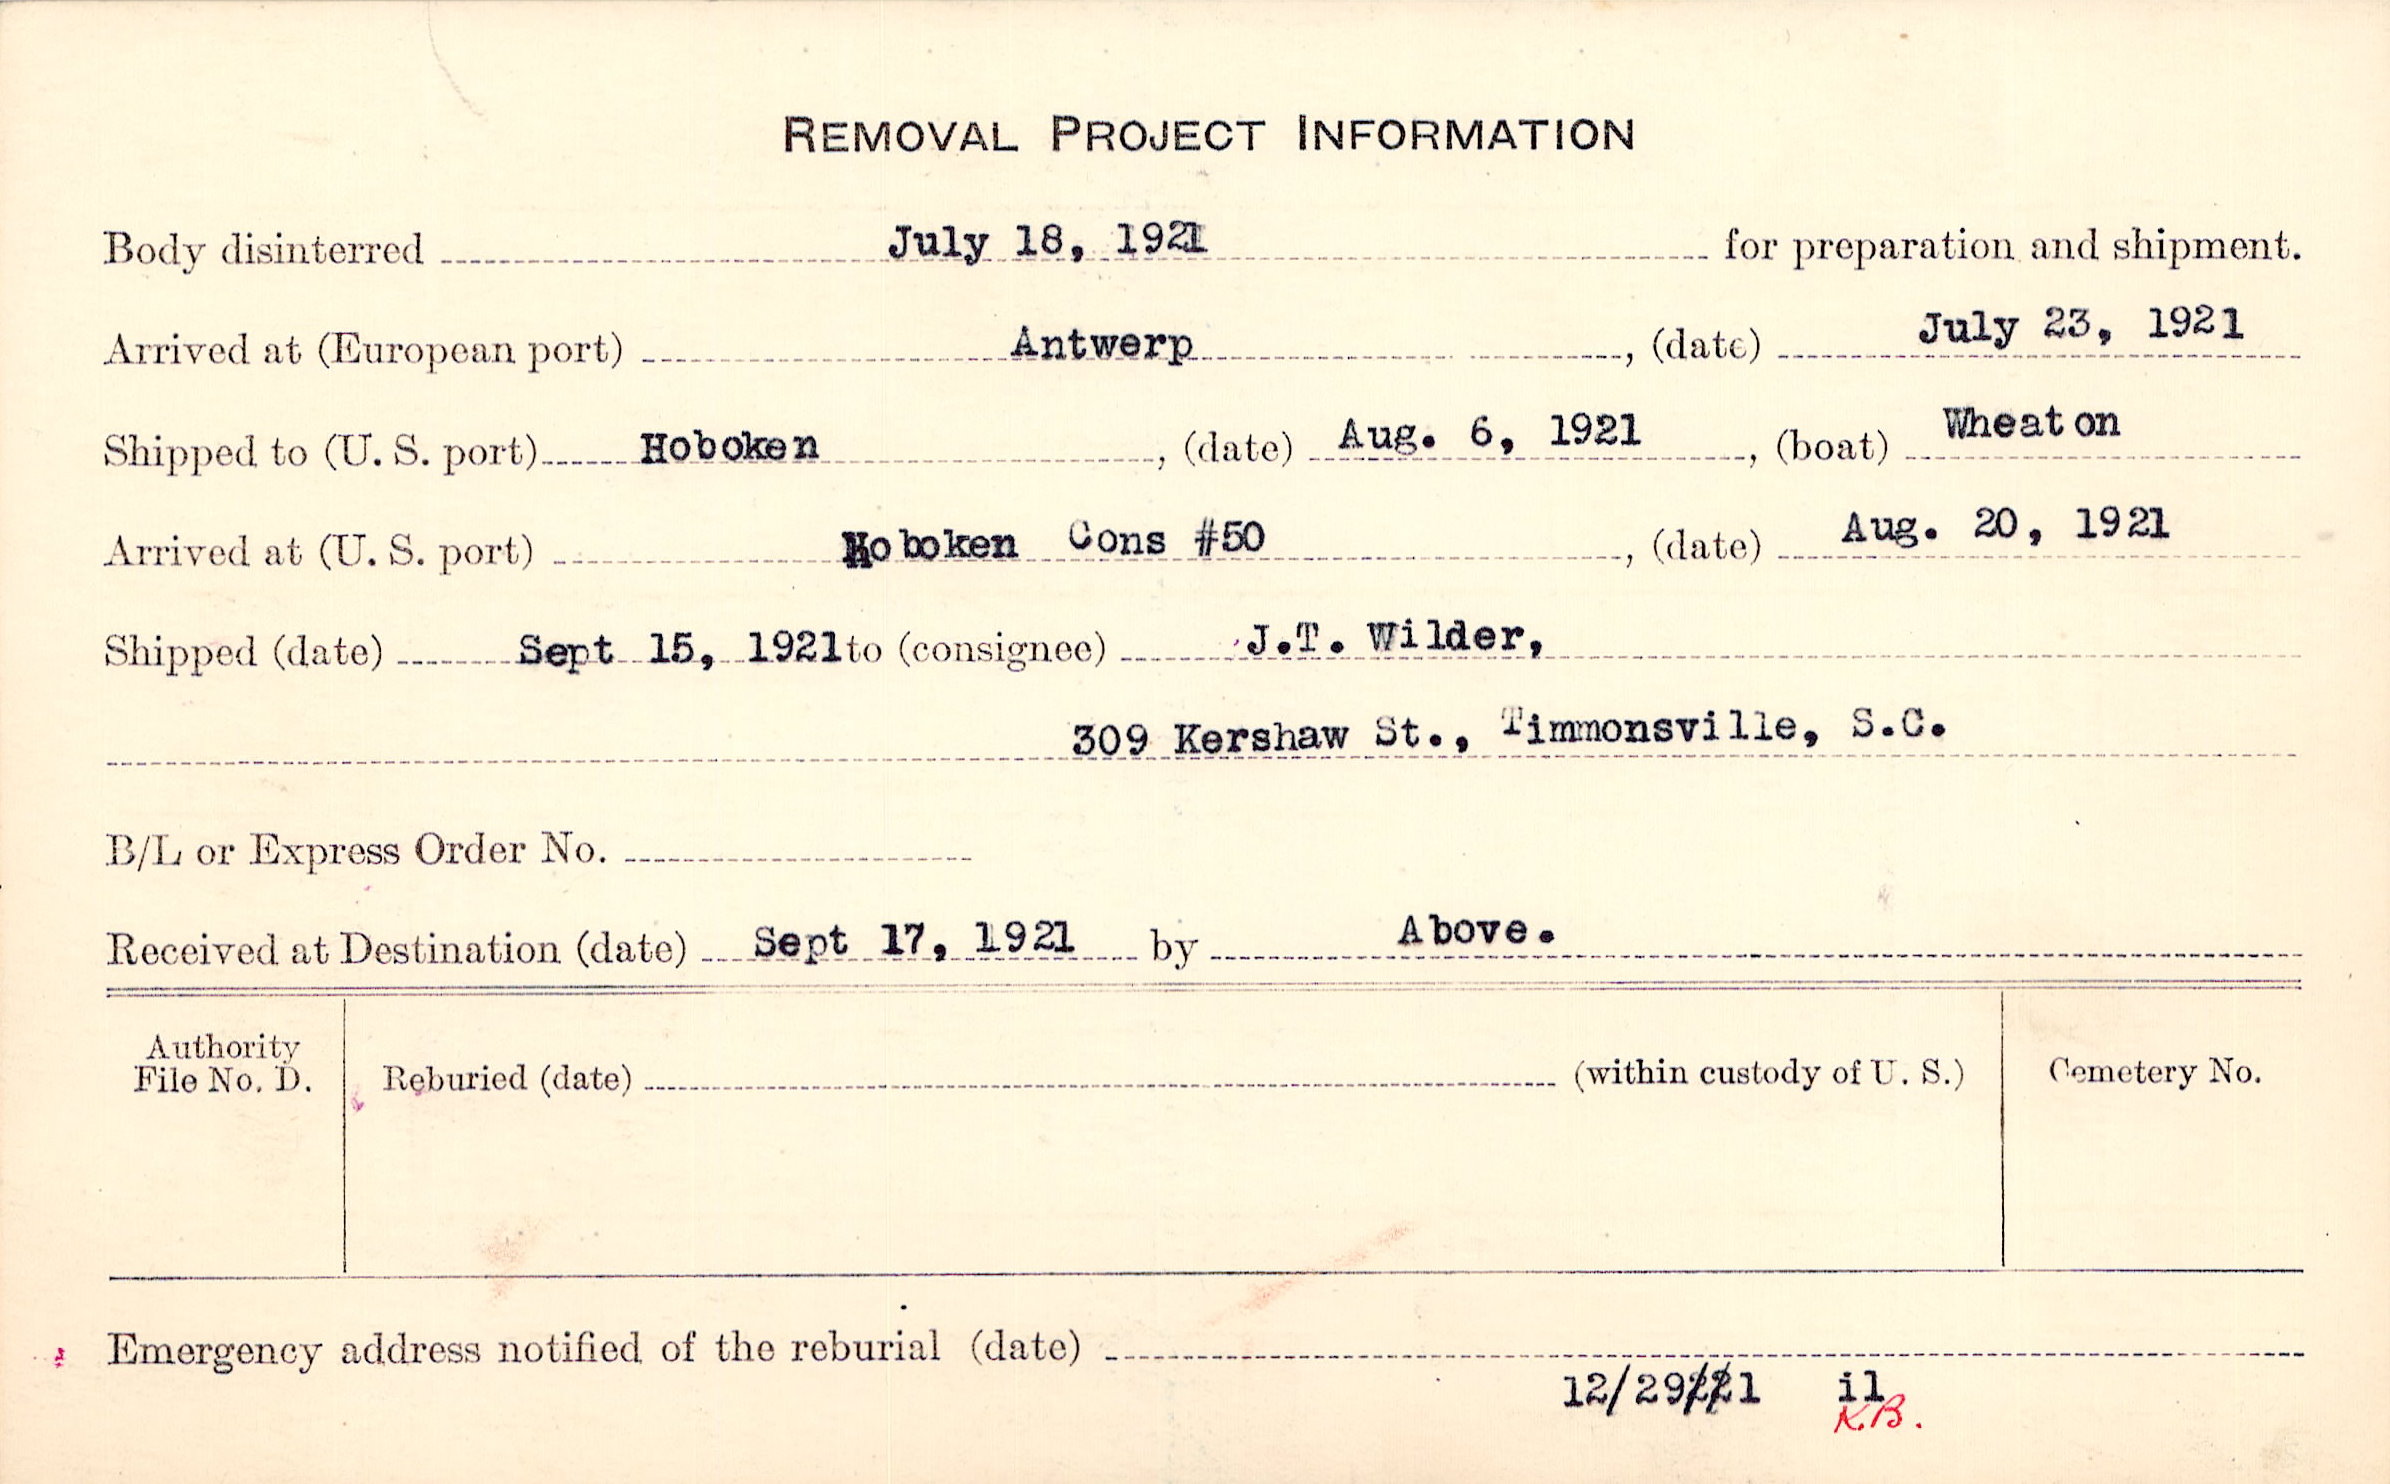 REMOVAL PROJECT INFORMATION
Body disinterred July 18, 1921 for preparation and shipment.
Arrived at (European port) Antwerp, (date) July 23, 1921
Shipped to (U. S. port) Hoboken, (date) Aug. 6, 1921, (boat) Wheaton
Arrived at (U. S. port) Hoboken Cons #50, (date) Aug. 20, 1921
Shipped (date) Sept 15, 1921 to (consignee) J.T. Wilder,
309 Kershaw St., Timmonsville, S.C.
B/L or Express Order No.
Received at Destination (date) Sept 17, 1921 by Above.
Authority
File No. D.
Reburied (date) (within custody of U. S.)
Cemetery No.
Emergency address notified of the reburial (date)
12/29/21 il
K.B.